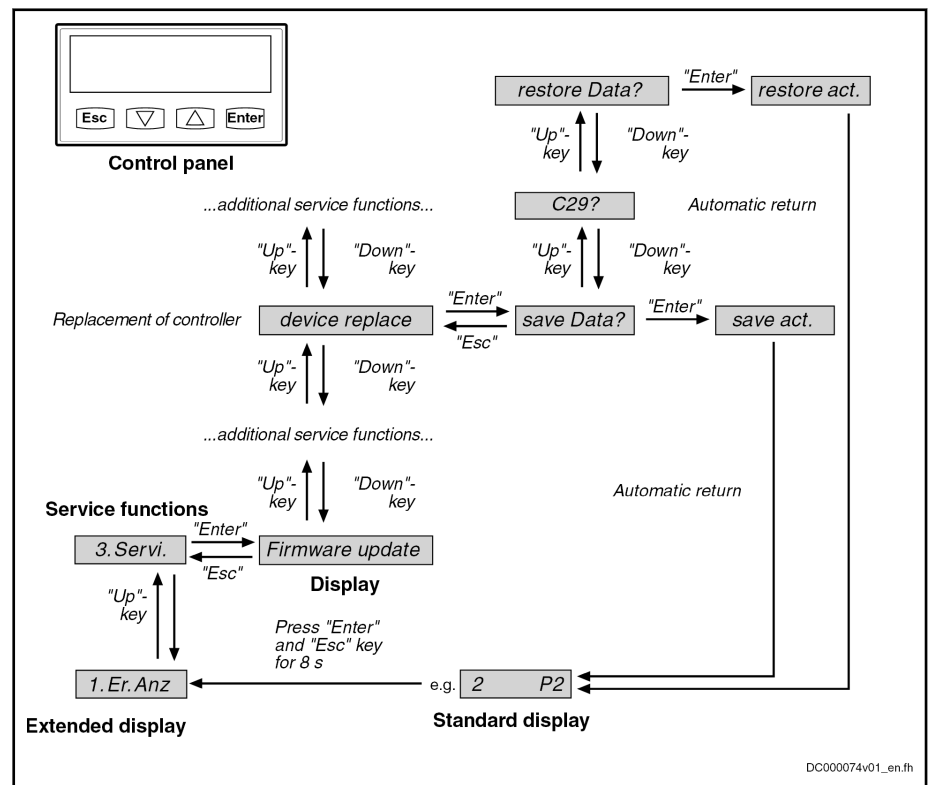 Esc
Enter
Control panel
restore Data?
"Enter"
restore act.
"Up"-
key
"Down"-
key
...additional service functions...
C29?
Automatic return
"Up"-
key
"Down"-
key
"Up"-
key
"Down"-
key
Replacement of controller
device replace
"Enter"
"Esc"
save Data?
"Enter"
save act.
"Up"-
key
"Down"-
key
...additional service functions...
"Up"-
key
"Down"-
key
Automatic return
Service functions
3.Servi.
"Enter"
"Esc"
Firmware update
Display
"Up"-
key
Press "Enter"
and "Esc" key
for 8 s
1.Er.Anz
e.g.
2 P2
Extended display
Standard display
DC000074v01_en.fh